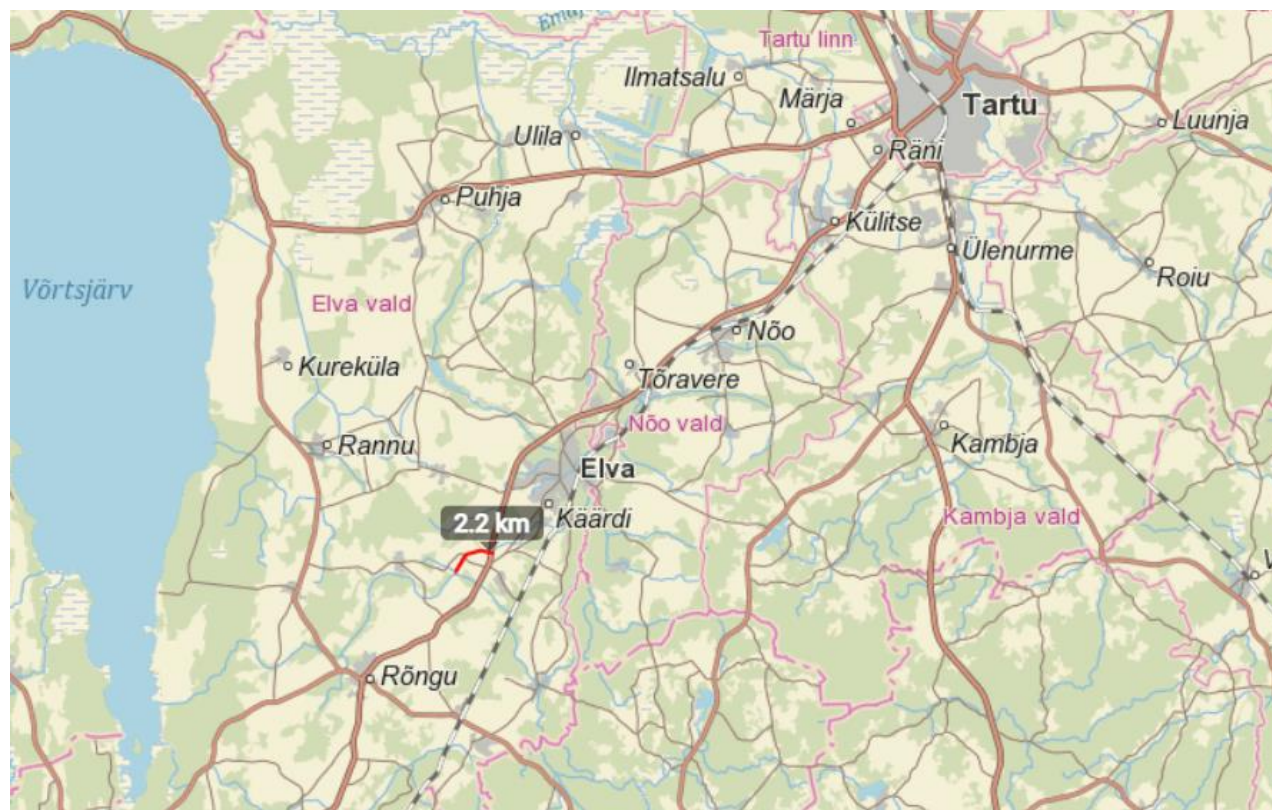 Emaj
Tartu linn
Ilmatsalu
Märja
Tartu
Luunja
Ulila
Räni
Puhja
Külitse
Ülenurme
Roiu
Võrtsjärv
Elva vald
Nõo
Kureküla
Tõravere
Nõo vald
Rannu
Kambja
Elva
2.2 km
Käärdi
Kambja vald
V
Rõngu